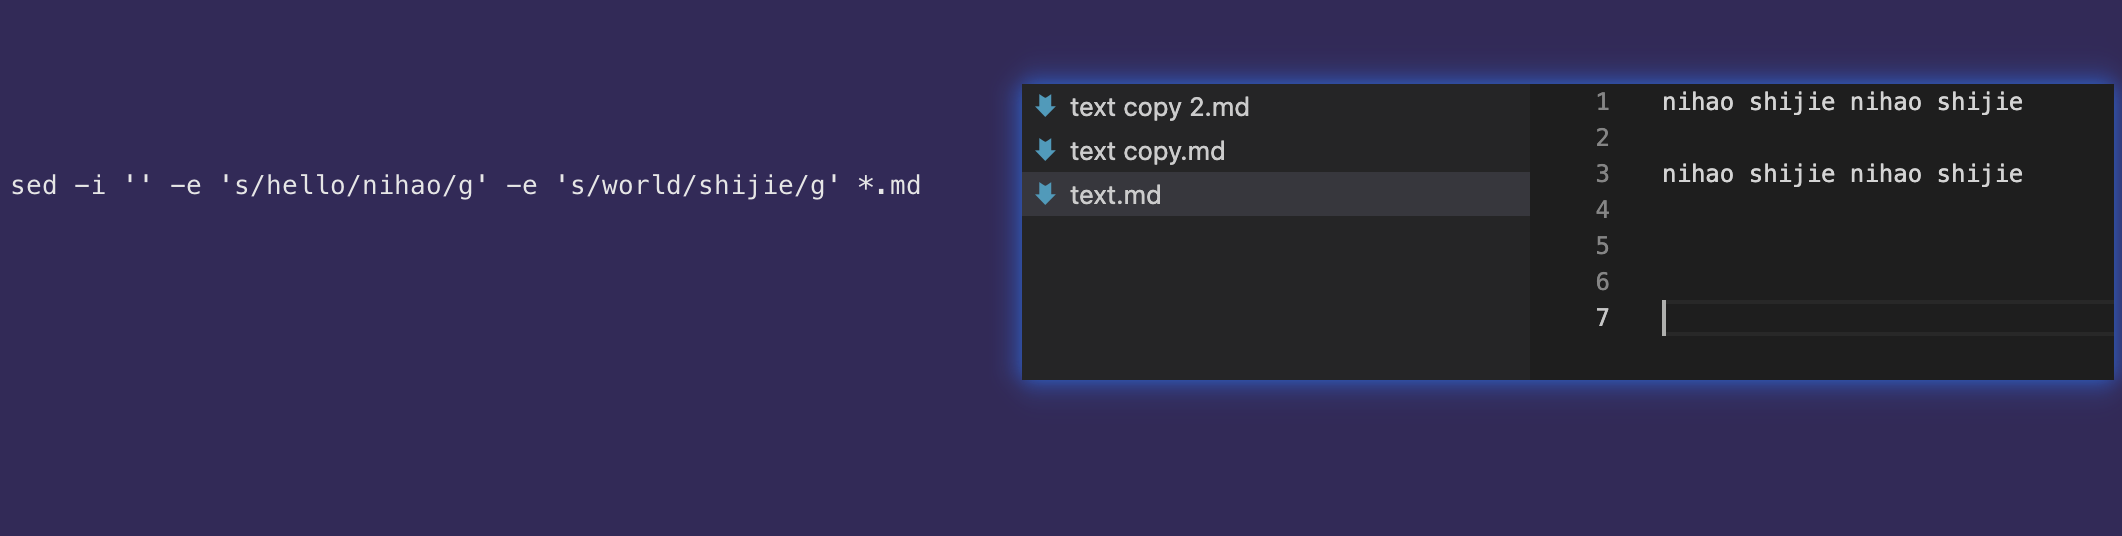 sed -i '' -e 's/hello/nihao/g' -e 's/world/shijie/g' *.md
text copy 2.md
text copy.md
text.md
1 nihao shijie nihao shijie
2
3 nihao shijie nihao shijie
4
5
6
7